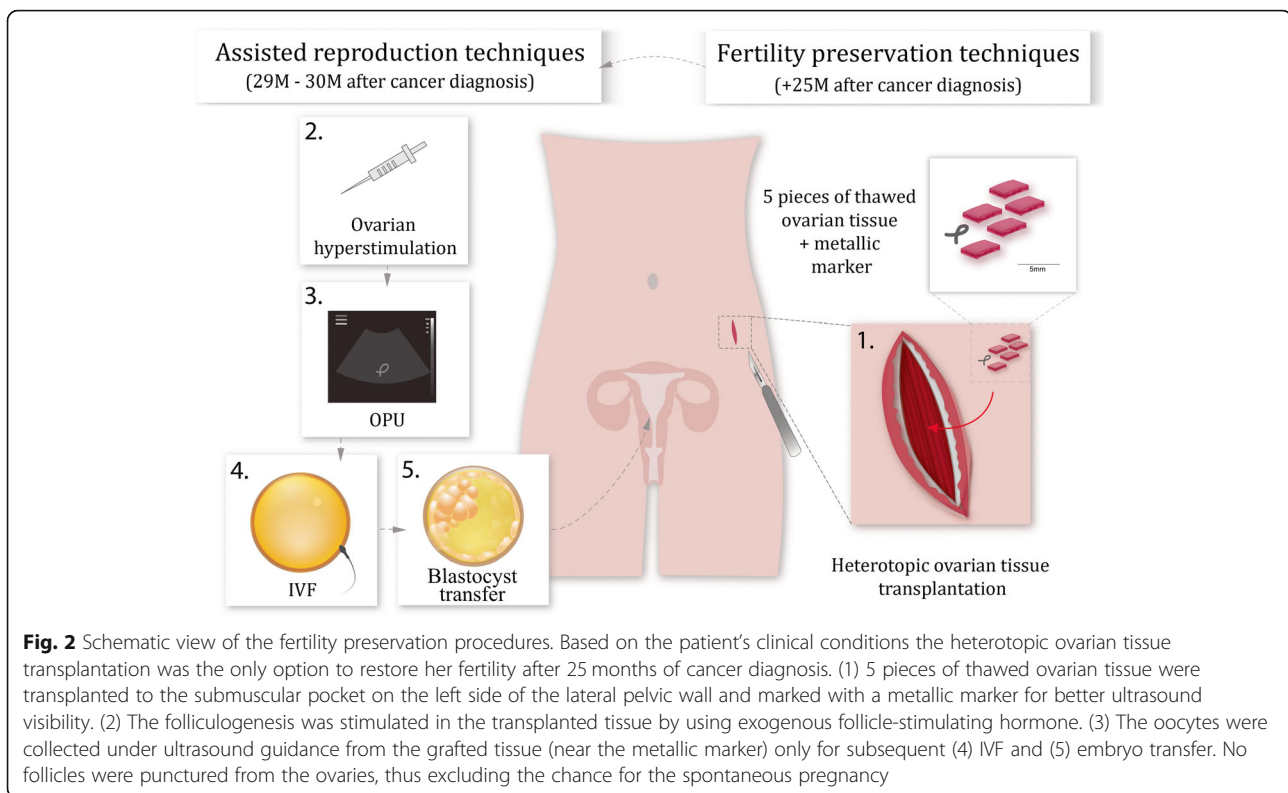 Assisted reproduction techniques
(29M - 30M after cancer diagnosis)
Fertility preservation techniques
(+25M after cancer diagnosis)
2.
Ovarian
hyperstimulation
3.
OPU
4.
IVF
5.
Blastocyst
transfer
5 pieces of thawed
ovarian tissue
+ metallic
marker
5mm
1.
Heterotopic ovarian tissue
transplantation
Fig. 2 Schematic view of the fertility preservation procedures. Based on the patient's clinical conditions the heterotopic ovarian tissue
transplantation was the only option to restore her fertility after 25 months of cancer diagnosis. (1) 5 pieces of thawed ovarian tissue were
transplanted to the submuscular pocket on the left side of the lateral pelvic wall and marked with a metallic marker for better ultrasound
visibility. (2) The folliculogenesis was stimulated in the transplanted tissue by using exogenous follicle-stimulating hormone. (3) The oocytes were
collected under ultrasound guidance from the grafted tissue (near the metallic marker) only for subsequent (4) IVF and (5) embryo transfer. No
follicles were punctured from the ovaries, thus excluding the chance for the spontaneous pregnancy